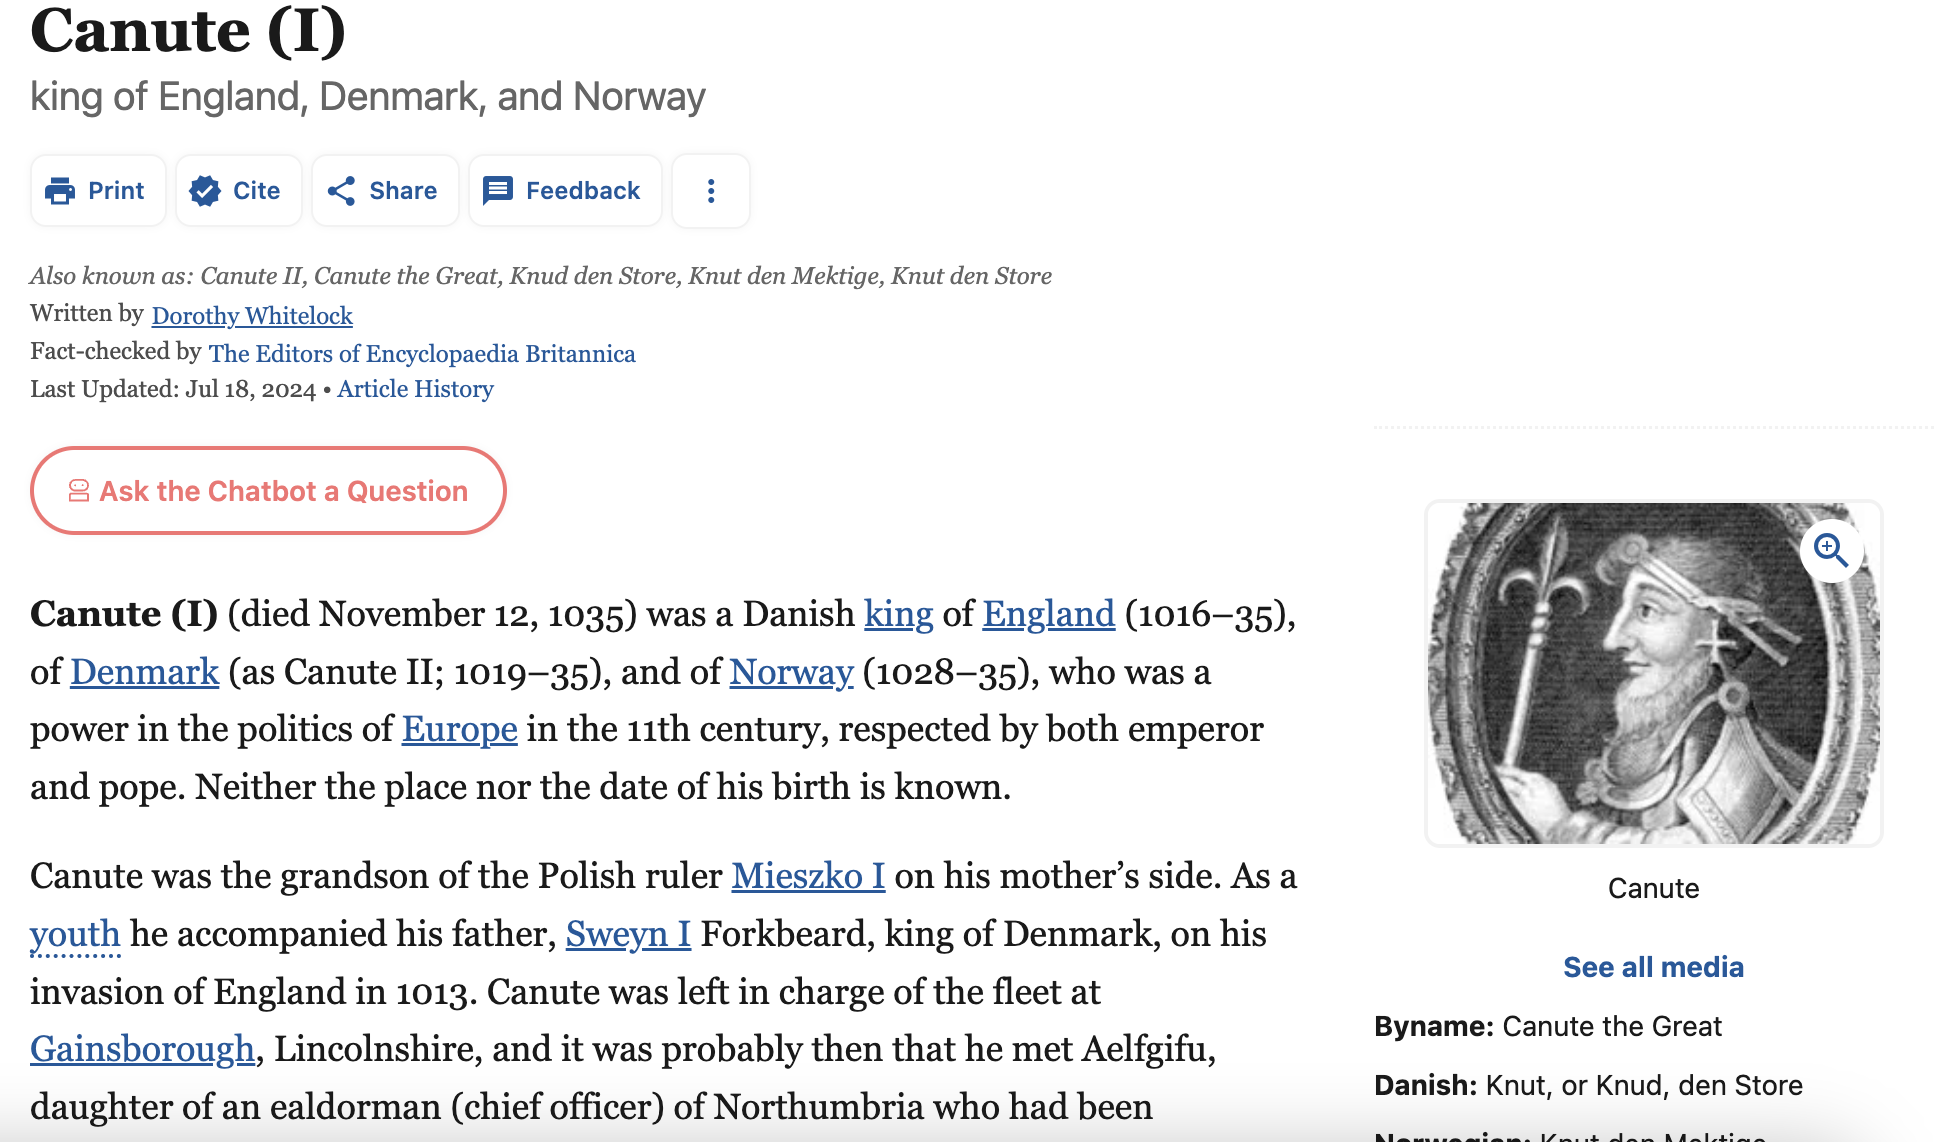 Canute (I)
king of England, Denmark, and Norway
Print
Cite
Share
Feedback
Also known as: Canute II, Canute the Great, Knud den Store, Knut den Mektige, Knut den Store
Written by Dorothy Whitelock
Fact-checked by The Editors of Encyclopaedia Britannica
Last Updated: Jul 18, 2024 • Article History
Ask the Chatbot a Question
Canute (I) (died November 12, 1035) was a Danish king of England (1016–35),
of Denmark (as Canute II; 1019–35), and of Norway (1028–35), who was a
power in the politics of Europe in the 11th century, respected by both emperor
and pope. Neither the place nor the date of his birth is known.
Canute was the grandson of the Polish ruler Mieszko I on his mother’s side. As a
youth he accompanied his father, Sweyn I Forkbeard, king of Denmark, on his
invasion of England in 1013. Canute was left in charge of the fleet at
Gainsborough, Lincolnshire, and it was probably then that he met Aelfgifu,
daughter of an ealdorman (chief officer) of Northumbria who had been
Canute
See all media
Byname: Canute the Great
Danish: Knut, or Knud, den Store
Norwegian: Knut den Mektige